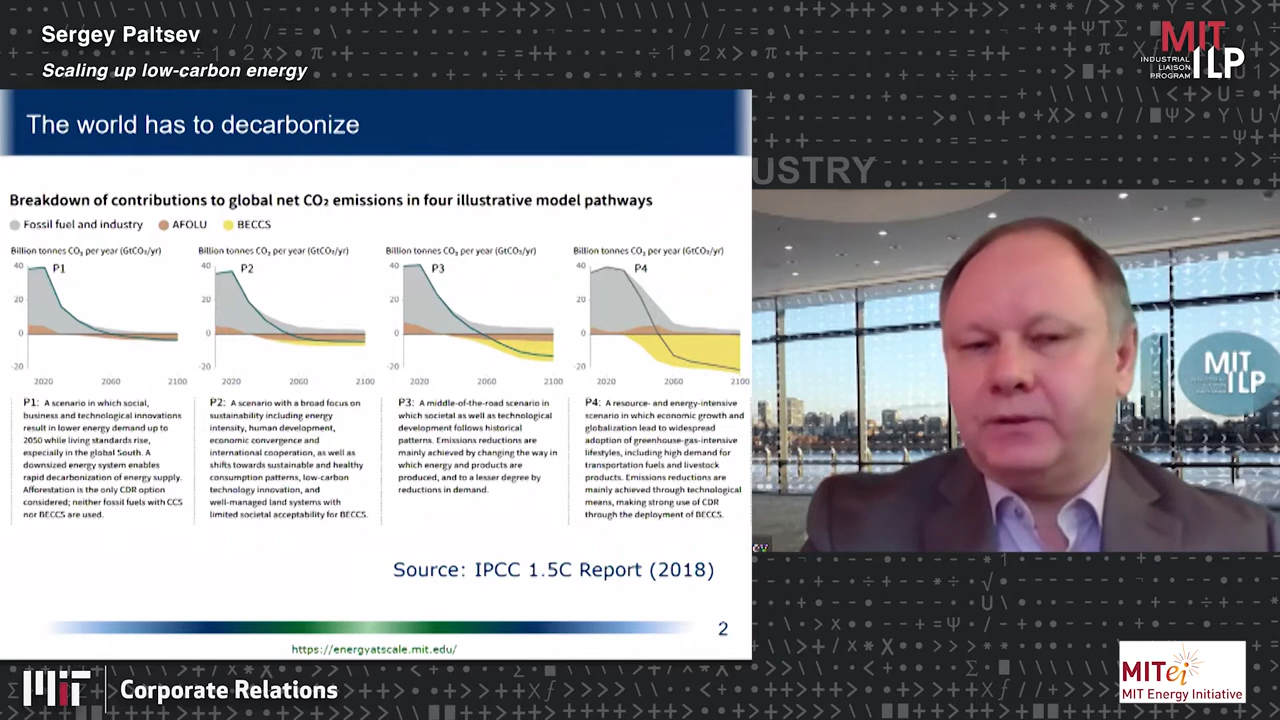 Sergey Paltsev
Scaling up low-carbon energy
MIT
INDUSTRIAL
LIAISON
PROGRAM
ILP
The world has to decarbonize
USTRY
Breakdown of contributions to global net CO₂ emissions in four illustrative model pathways
Fossil fuel and industry AFOLU BECCS
Billion tonnes CO₂ per year (GtCO₂/yr)
40
P1
20
0
-20
2020 2060 2100
Billion tonnes CO₂ per year (GtCO₂/yr)
40
P2
20
0
-20
2020 2060 2100
Billion tonnes CO₂ per year (GtCO₂/yr)
40
P3
20
0
-20
2020 2060 2100
Billion tonnes CO₂ per year (GtCO₂/yr)
40
P4
20
0
-20
2020 2060 2100
P1: A scenario in which social,
business and technological innovations
result in lower energy demand up to
2050 while living standards rise,
especially in the global South. A
downsized energy system enables
rapid decarbonization of energy supply.
Afforestation is the only CDR option
considered; neither fossil fuels with CCS
nor BECCS are used.
P2: A scenario with a broad focus on
sustainability including energy
intensity, human development,
economic convergence and
international cooperation, as well as
shifts towards sustainable and healthy
consumption patterns, low-carbon
technology innovation, and
well-managed land systems with
limited societal acceptability for BECCS.
P3: A middle-of-the-road scenario in
which societal as well as technological
development follows historical
patterns. Emissions reductions are
mainly achieved by changing the way in
which energy and products are
produced, and to a lesser degree by
reductions in demand.
P4: A resource- and energy-intensive
scenario in which economic growth and
globalization lead to widespread
adoption of greenhouse-gas-intensive
lifestyles, including high demand for
transportation fuels and livestock
products. Emissions reductions are
mainly achieved through technological
means, making strong use of CDR
through the deployment of BECCS.
Source: IPCC 1.5C Report (2018)
2
https://energyatscale.mit.edu/
MIT
ILP
MIT
Corporate Relations
MITei
MIT Energy Initiative